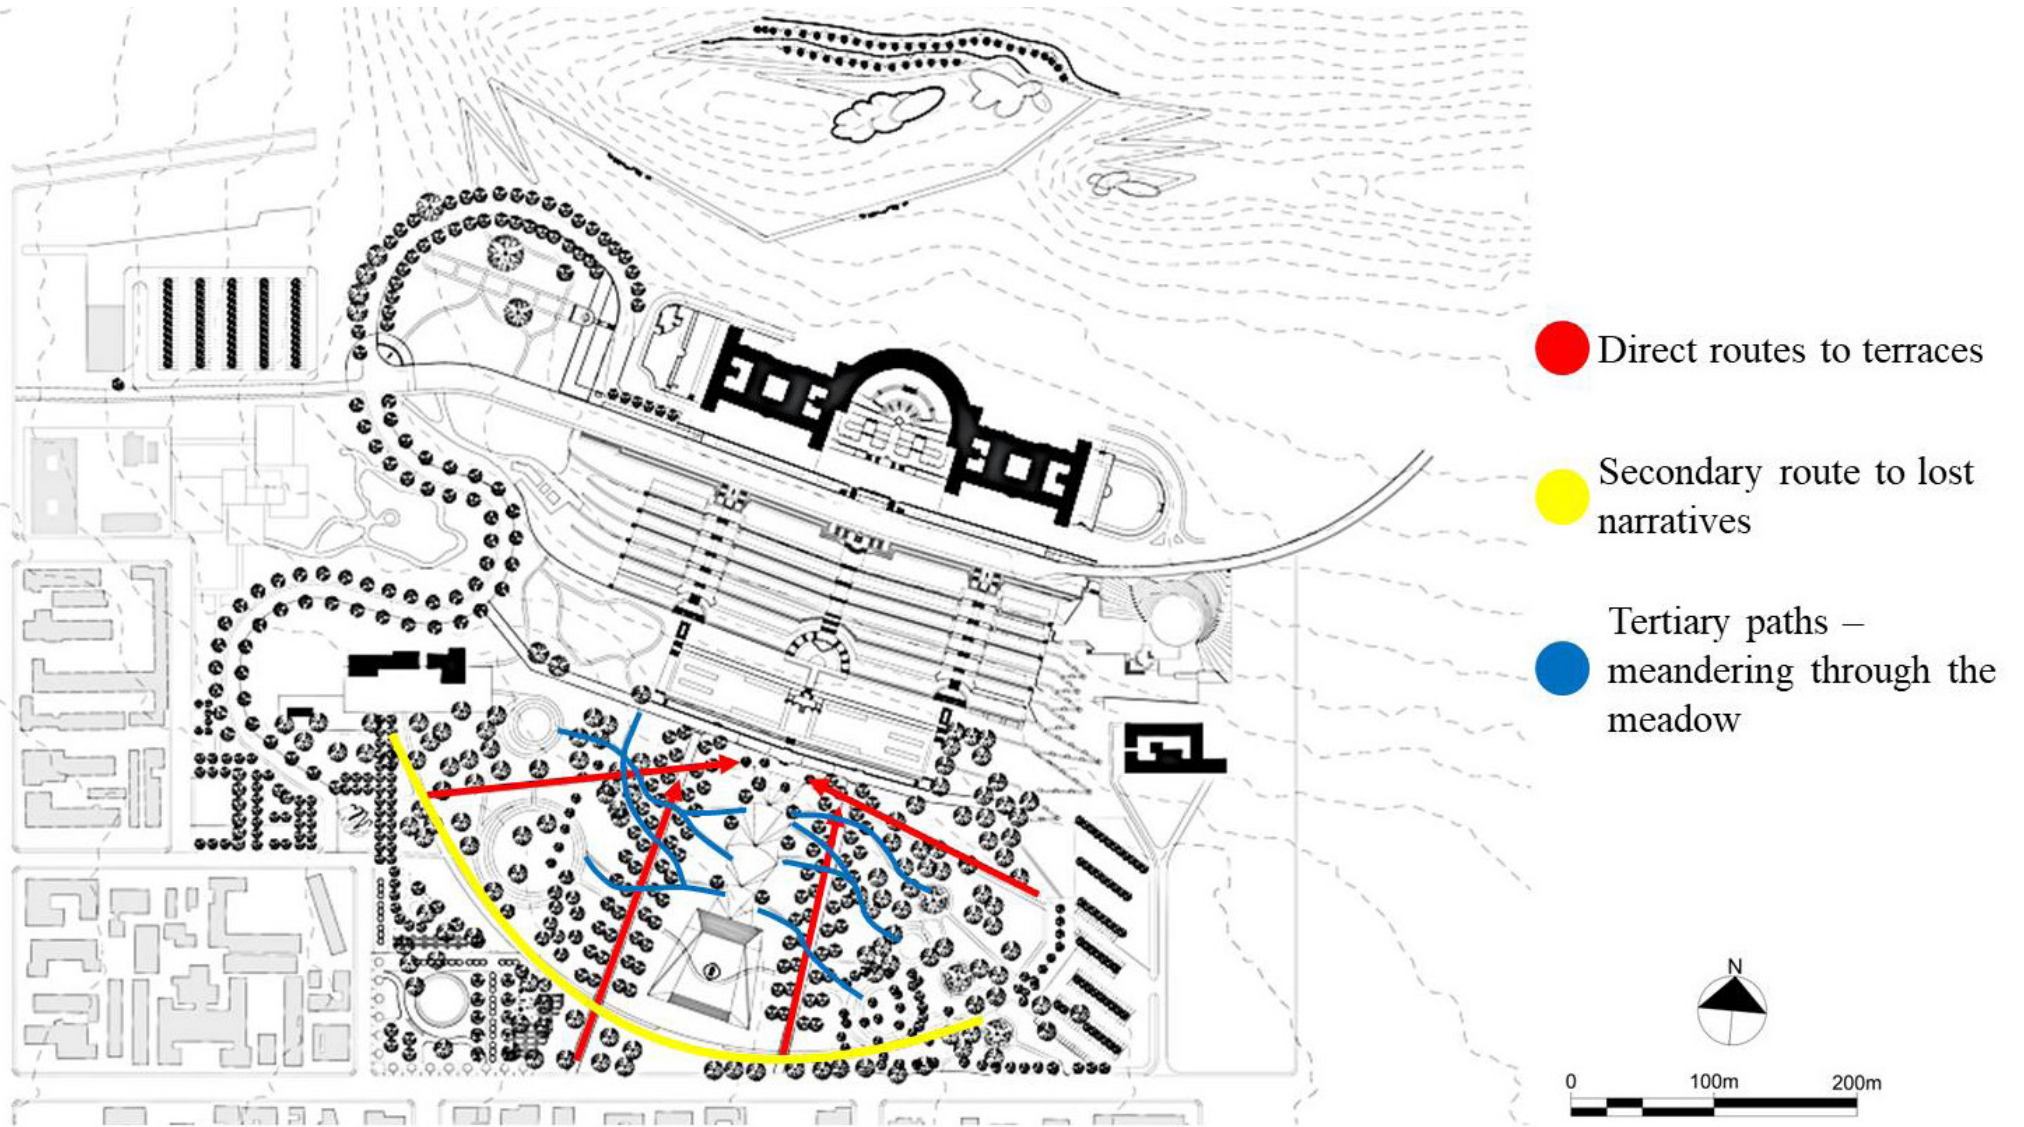 Direct routes to terraces
Secondary route to lost
narratives
Tertiary paths –
meandering through the
meadow
N
0 100m 200m